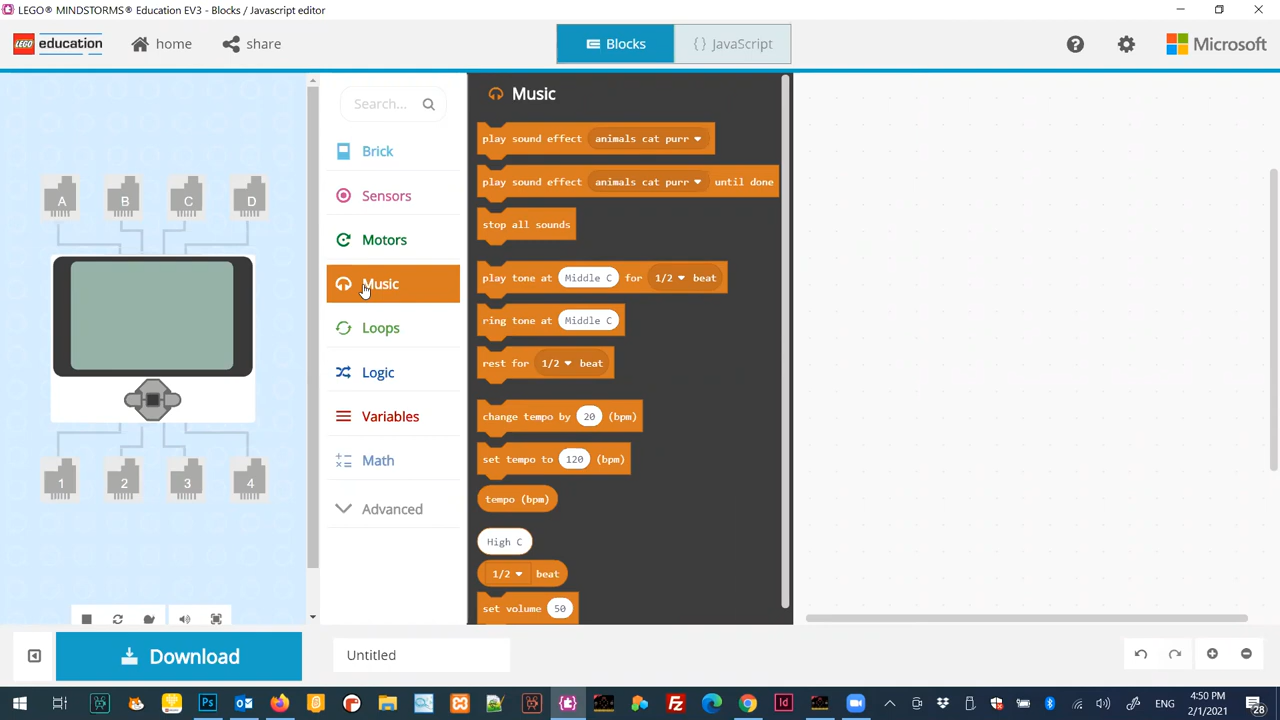 LEGO® MINDSTORMS® Education EV3 - Blocks / Javascript editor
LEGO education home share Blocks { } JavaScript Microsoft
A B C D
1 2 3 4
Search...
Brick
Sensors
Motors
Music
Loops
Logic
Variables
Math
Advanced
Music
play sound effect animals cat purr
play sound effect animals cat purr until done
stop all sounds
play tone at Middle C for 1/2 beat
ring tone at Middle C
rest for 1/2 beat
change tempo by 20 (bpm)
set tempo to 120 (bpm)
tempo (bpm)
High C
1/2 beat
set volume 50
Download Untitled
ENG
4:50 PM
2/1/2021
28